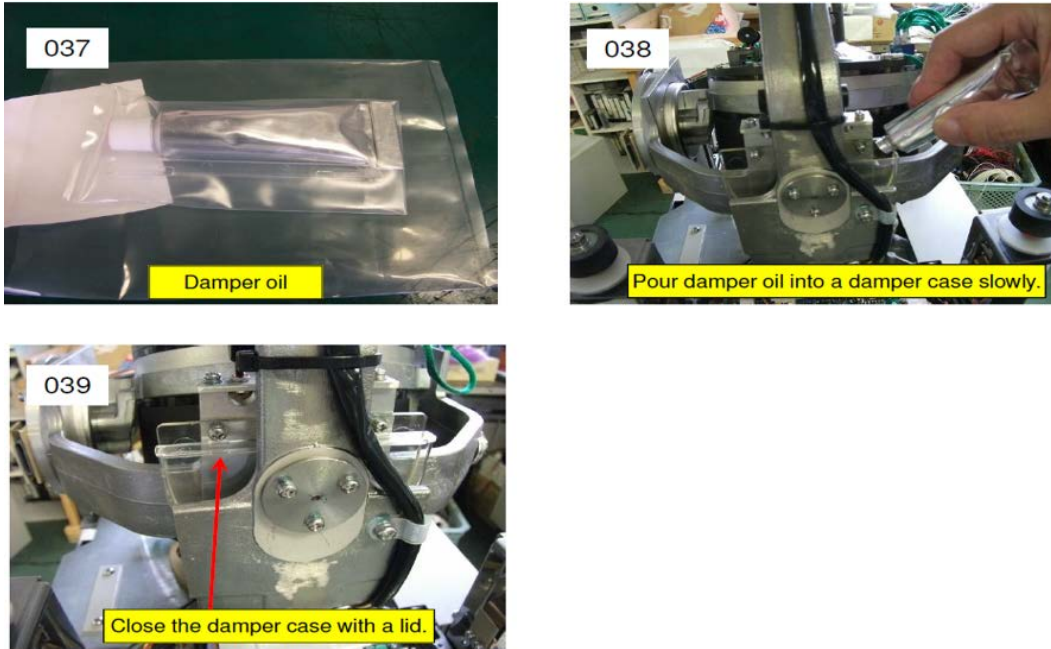 037
Damper oil
038
Pour damper oil into a damper case slowly.
039
Close the damper case with a lid.